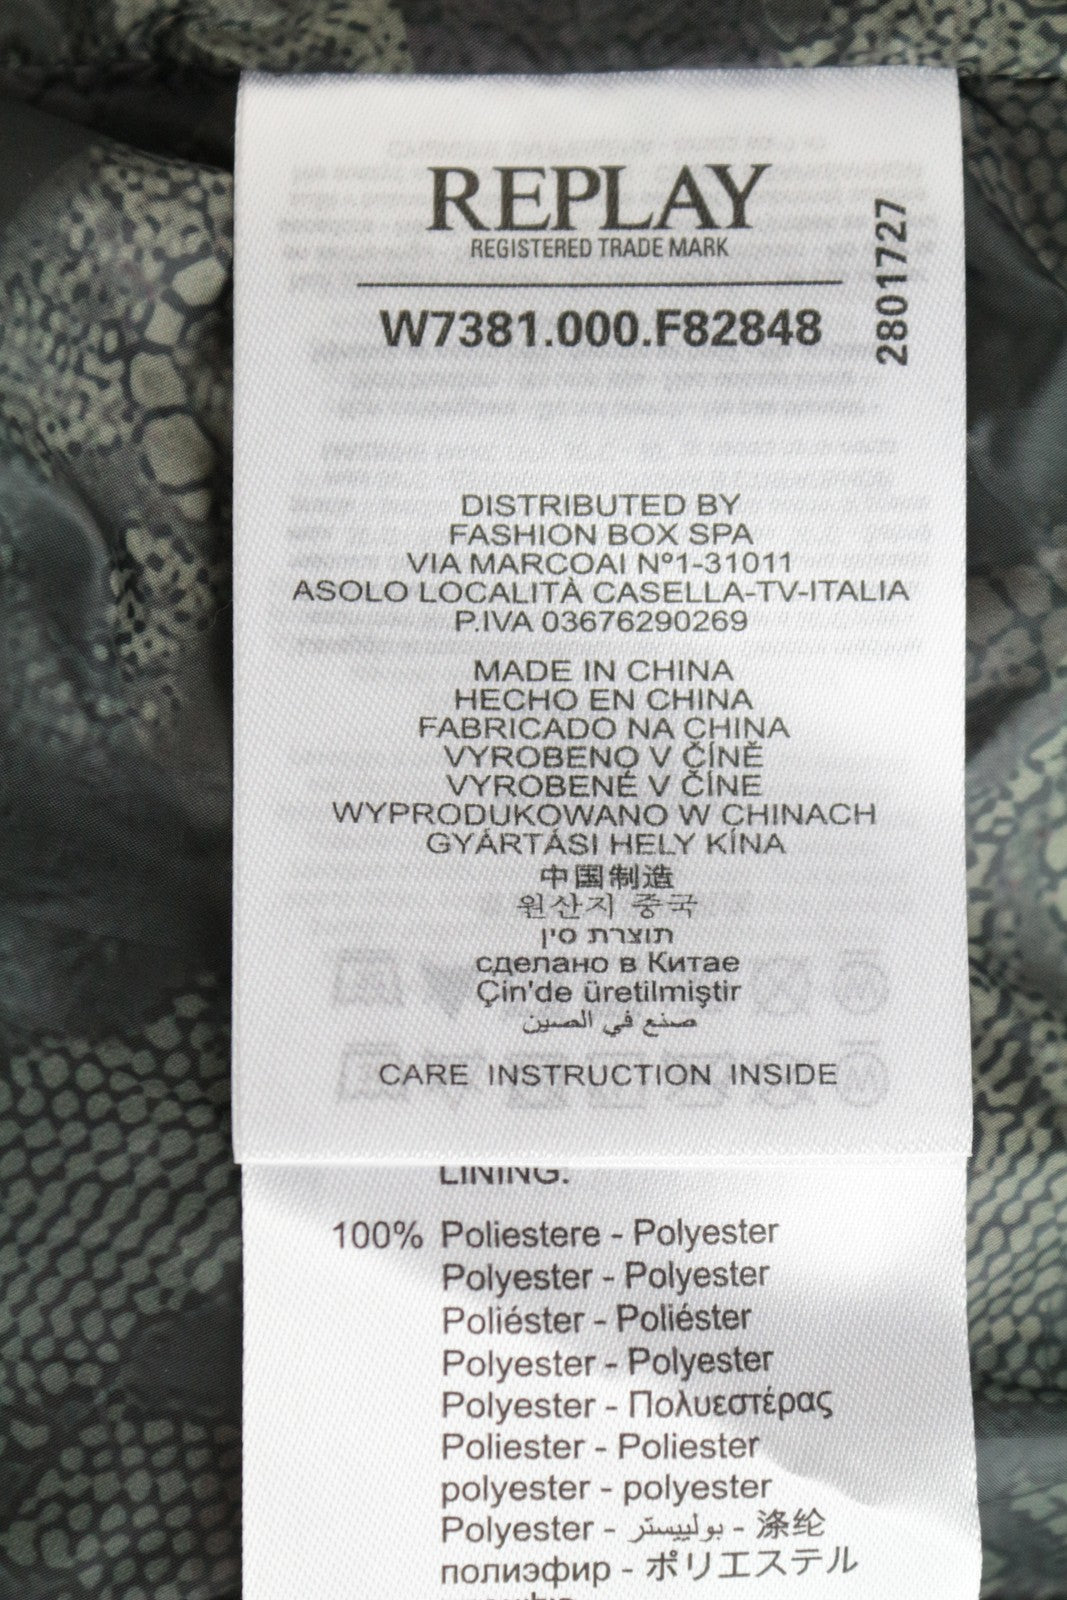 REPLAY
REGISTERED TRADE MARK
W7381.000.F82848
2801727
DISTRIBUTED BY
FASHION BOX SPA
VIA MARCOAI Nº1-31011
ASOLO LOCALITÀ CASELLA-TV-ITALIA
P.IVA 03676290269
MADE IN CHINA
HECHO EN CHINA
FABRICADO NA CHINA
VYROBENO V ČÍNĚ
VYROBENÉ V ČÍNE
WYPRODUKOWANO W CHINACH
GYÁRTÁSI HELY KÍNA
中国制造
원산지 중국
תוצרת סין
сделано в Китае
Çin'de üretilmiştir
صنع في الصين
CARE INSTRUCTION INSIDE
LINING:
100% Poliestere - Polyester
Polyester - Polyester
Poliéster - Poliéster
Polyester - Polyester
Polyester - Πολυεστέρας
Poliester - Poliester
polyester - polyester
Polyester - بولييستر - 涤纶
полиэфир - ポリエステル